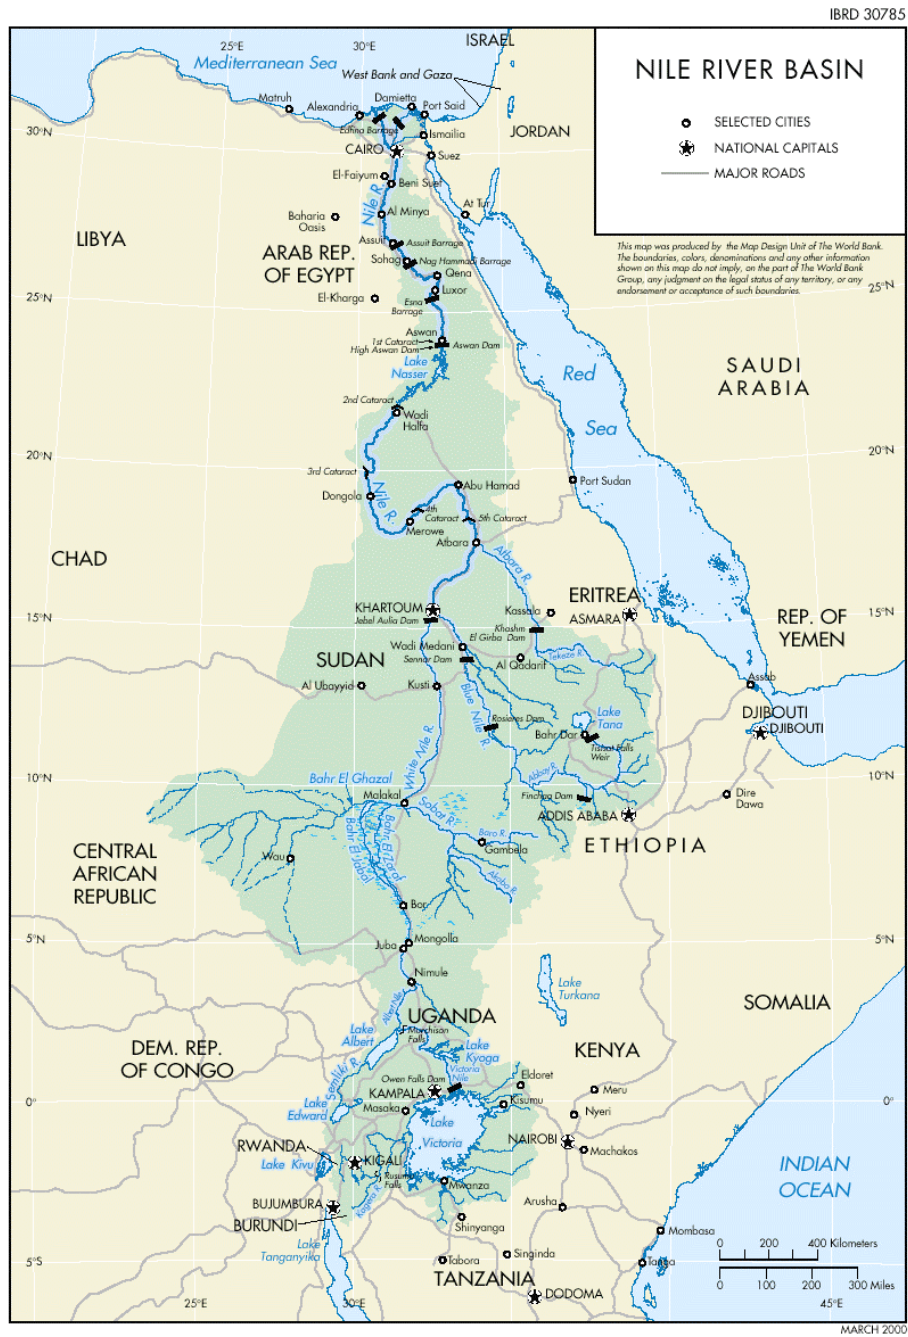 IBRD 30785
25°E
30°E
ISRAEL
Mediterranean Sea
West Bank and Gaza
NILE RIVER BASIN
SELECTED CITIES
NATIONAL CAPITALS
MAJOR ROADS
This map was produced by the Map Design Unit of The World Bank.
The boundaries, colors, denominations and any other information
shown on this map do not imply, on the part of The World Bank
Group, any judgment on the legal status of any territory, or any
endorsement or acceptance of such boundaries.
Matruh
Alexandria
Damietta
Port Said
30°N
Edfina Barrage
Ismailia
JORDAN
CAIRO
Suez
El-Faiyum
Beni Suef
Nile R.
Al Minya
At Tur
Baharia
Oasis
LIBYA
ARAB REP.
OF EGYPT
Assuit
Assuit Barrage
Sohag
Nag Hammadi Barrage
Qena
Luxor
25°N
25°N
El-Kharga
Esna
Barrage
Aswan
1st Cataract
High Aswan Dam
Aswan Dam
Lake
Nasser
Red
Sea
SAUDI
ARABIA
2nd Cataract
Wadi
Halfa
20°N
20°N
3rd Cataract
Dongola
Nile R.
Abu Hamad
Port Sudan
4th
Cataract
5th Cataract
Merowe
Atbara
Atbara R.
CHAD
ERITREA
KHARTOUM
Kassala
ASMARA
15°N
15°N
REP. OF
YEMEN
Jebel Aulia Dam
Khashm
El Girba Dam
Wadi Medani
Sennar Dam
Al Qadarif
Tekeze R.
SUDAN
Al Ubayyid
Kusti
Assab
Blue Nile R.
Rosieres Dam
Lake
Tana
Bahr Dar
Tisisat Falls
Weir
DJIBOUTI
DJIBOUTI
White Nile R.
10°N
10°N
Bahr El Ghazal
Abbay R.
Malakal
Finchaa Dam
Dire
Dawa
Sobat R.
ADDIS ABABA
Bahr El Zaraf
Bahr El Jabal
Baro R.
Gambela
ETHIOPIA
CENTRAL
AFRICAN
REPUBLIC
Wau
Akobo R.
Bor
5°N
5°N
Juba
Mongolla
Nimule
Lake
Turkana
Albert Nile
UGANDA
SOMALIA
Murchison
Falls
Lake
Albert
Lake
Kyoga
DEM. REP.
OF CONGO
KENYA
Semliki R.
Victoria
Nile
Owen Falls Dam
Eldoret
KAMPALA
Meru
0°
0°
Lake
Edward
Masaka
Kisumu
Nyeri
Lake
Victoria
NAIROBI
Machakos
RWANDA
Lake Kivu
KIGALI
Rusumo
Falls
Mwanza
INDIAN
OCEAN
BUJUMBURA
Kagera R.
Arusha
BURUNDI
Shinyanga
Mombasa
Lake
Tanganyika
0 200 400 Kilometers
5°S
Tabora
Singinda
Tanga
0 100 200 300 Miles
TANZANIA
DODOMA
25°E
30°E
45°E
MARCH 2000